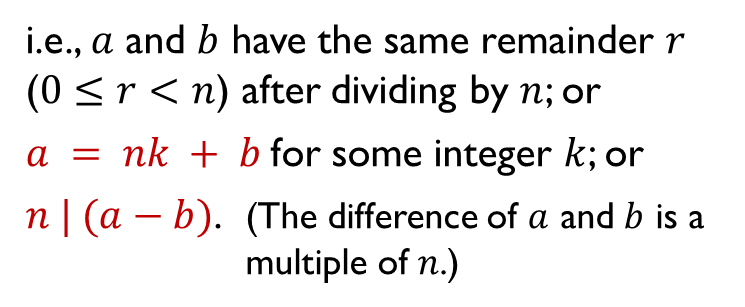 i.e., a and b have the same remainder r
(0 ≤ r < n) after dividing by n; or
a = nk + b for some integer k; or
n | (a − b). (The difference of a and b is a
multiple of n.)